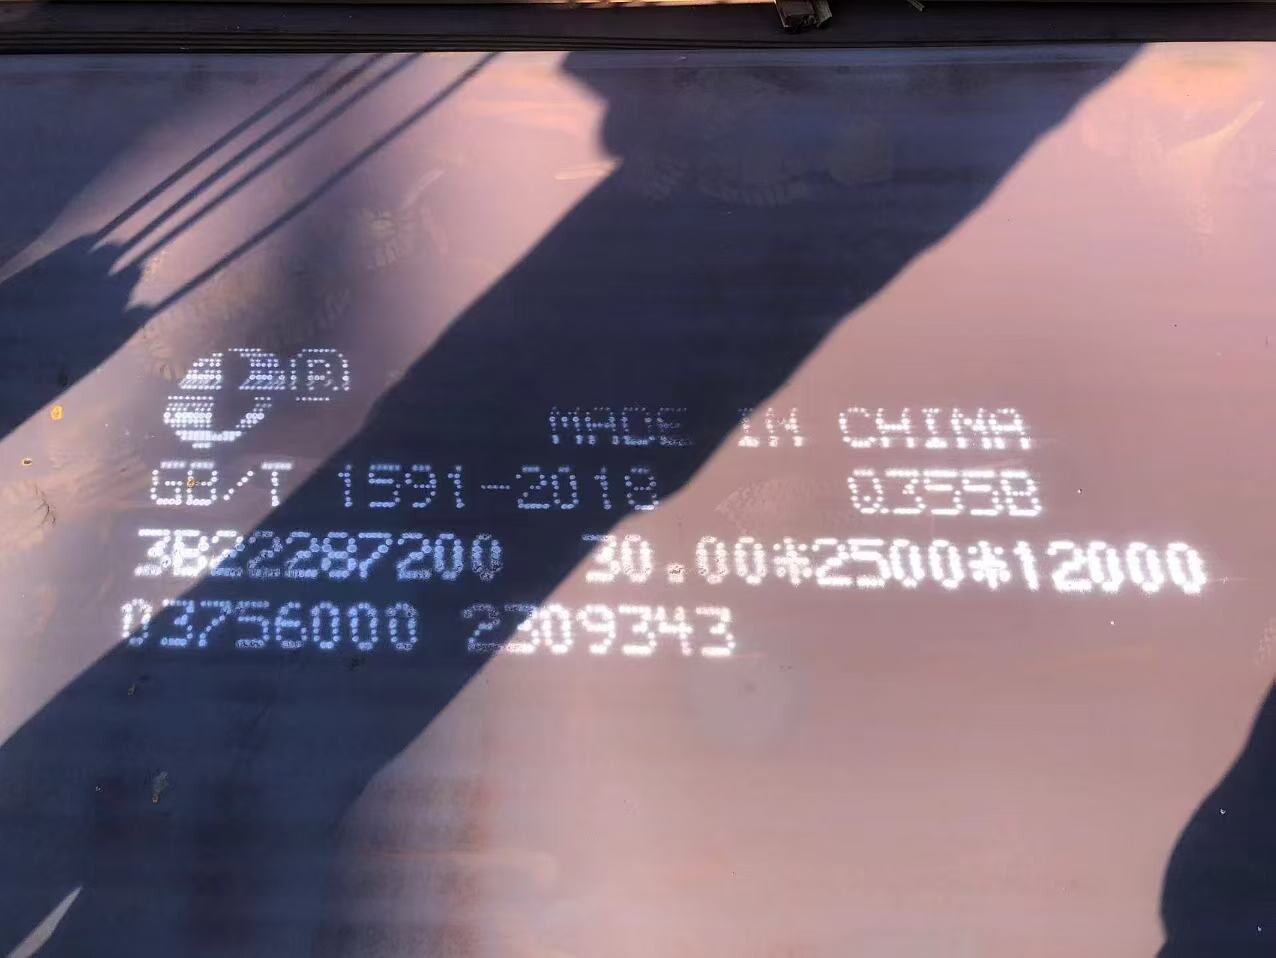 ®
MADE IN CHINA
GB/T 1591-2018 Q355B
3B22287200 30.00*2500*12000
03756000 2309343